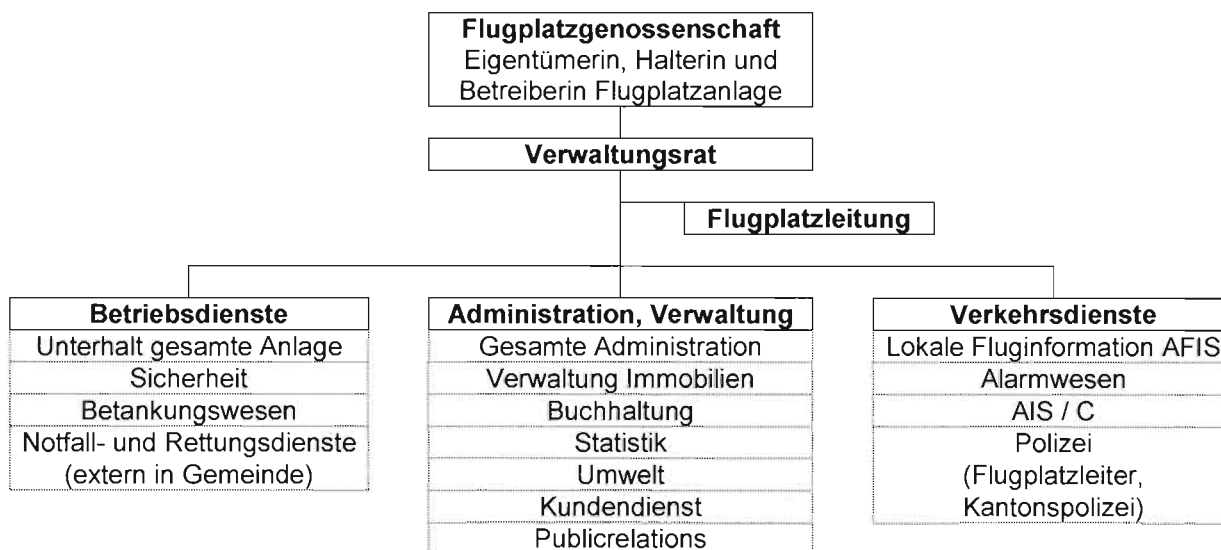 Flugplatzgenossenschaft
Eigentümerin, Halterin und
Betreiberin Flugplatzanlage
Verwaltungsrat
Flugplatzleitung
Betriebsdienste
Unterhalt gesamte Anlage
Sicherheit
Betankungswesen
Notfall- und Rettungsdienste
(extern in Gemeinde)
Administration, Verwaltung
Gesamte Administration
Verwaltung Immobilien
Buchhaltung
Statistik
Umwelt
Kundendienst
Publicrelations
Verkehrsdienste
Lokale Fluginformation AFIS
Alarmwesen
AIS / C
Polizei
(Flugplatzleiter,
Kantonspolizei)